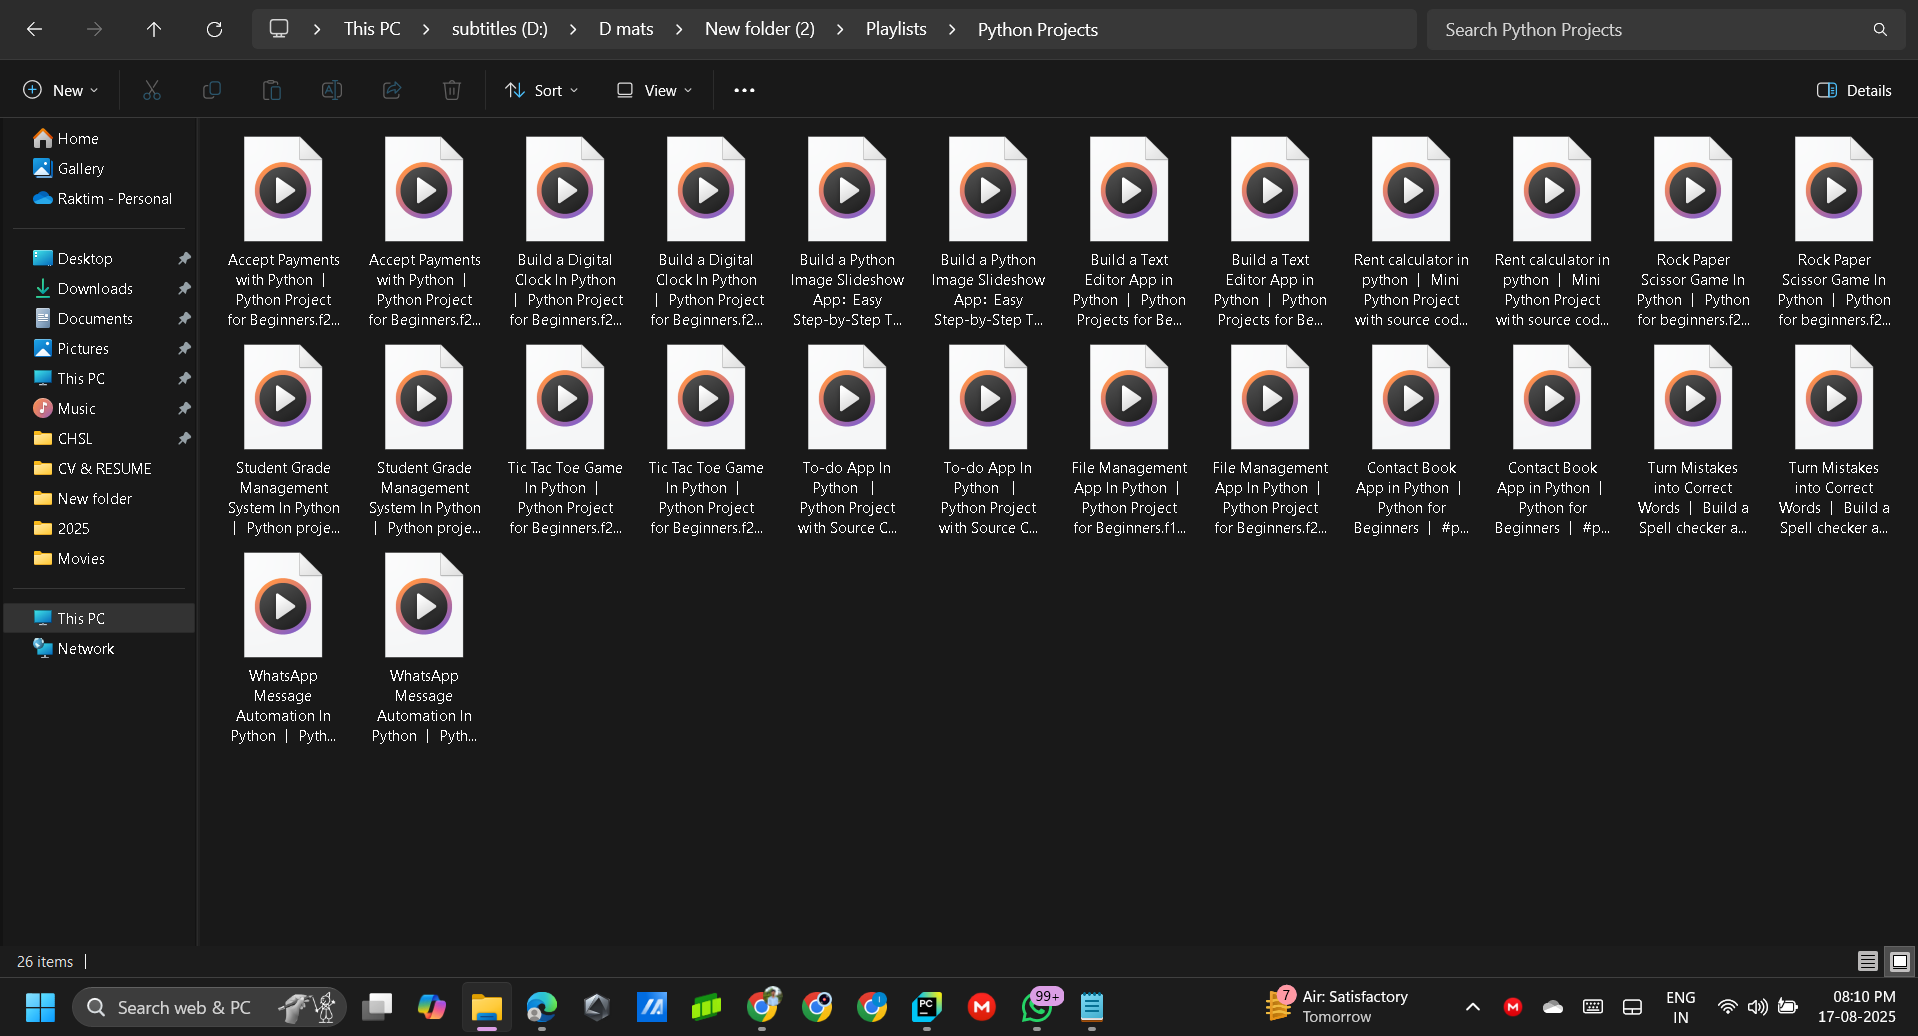 This PC > subtitles (D:) > D mats > New folder (2) > Playlists > Python Projects
Search Python Projects
New
Sort
View
Details
Home
Gallery
Raktim - Personal
Desktop
Downloads
Documents
Pictures
This PC
Music
CHSL
CV & RESUME
New folder
2025
Movies
This PC
Network
Accept Payments
with Python |
Python Project
for Beginners.f2...
Accept Payments
with Python |
Python Project
for Beginners.f2...
Build a Digital
Clock In Python
| Python Project
for Beginners.f2...
Build a Digital
Clock In Python
| Python Project
for Beginners.f2...
Build a Python
Image Slideshow
App: Easy
Step-by-Step T...
Build a Python
Image Slideshow
App: Easy
Step-by-Step T...
Build a Text
Editor App in
Python | Python
Projects for Be...
Build a Text
Editor App in
Python | Python
Projects for Be...
Rent calculator in
python | Mini
Python Project
with source cod...
Rent calculator in
python | Mini
Python Project
with source cod...
Rock Paper
Scissor Game In
Python | Python
for beginners.f2...
Rock Paper
Scissor Game In
Python | Python
for beginners.f2...
Student Grade
Management
System In Python
| Python proje...
Student Grade
Management
System In Python
| Python proje...
Tic Tac Toe Game
In Python |
Python Project
for Beginners.f2...
Tic Tac Toe Game
In Python |
Python Project
for Beginners.f2...
To-do App In
Python |
Python Project
with Source C...
To-do App In
Python |
Python Project
with Source C...
File Management
App In Python |
Python Project
for Beginners.f1...
File Management
App In Python |
Python Project
for Beginners.f2...
Contact Book
App in Python |
Python for
Beginners | #p...
Contact Book
App in Python |
Python for
Beginners | #p...
Turn Mistakes
into Correct
Words | Build a
Spell checker a...
Turn Mistakes
into Correct
Words | Build a
Spell checker a...
WhatsApp
Message
Automation In
Python | Pyth...
WhatsApp
Message
Automation In
Python | Pyth...
26 items
Search web & PC
PC
M
99+
7
Air: Satisfactory
Tomorrow
M
ENG
IN
08:10 PM
17-08-2025